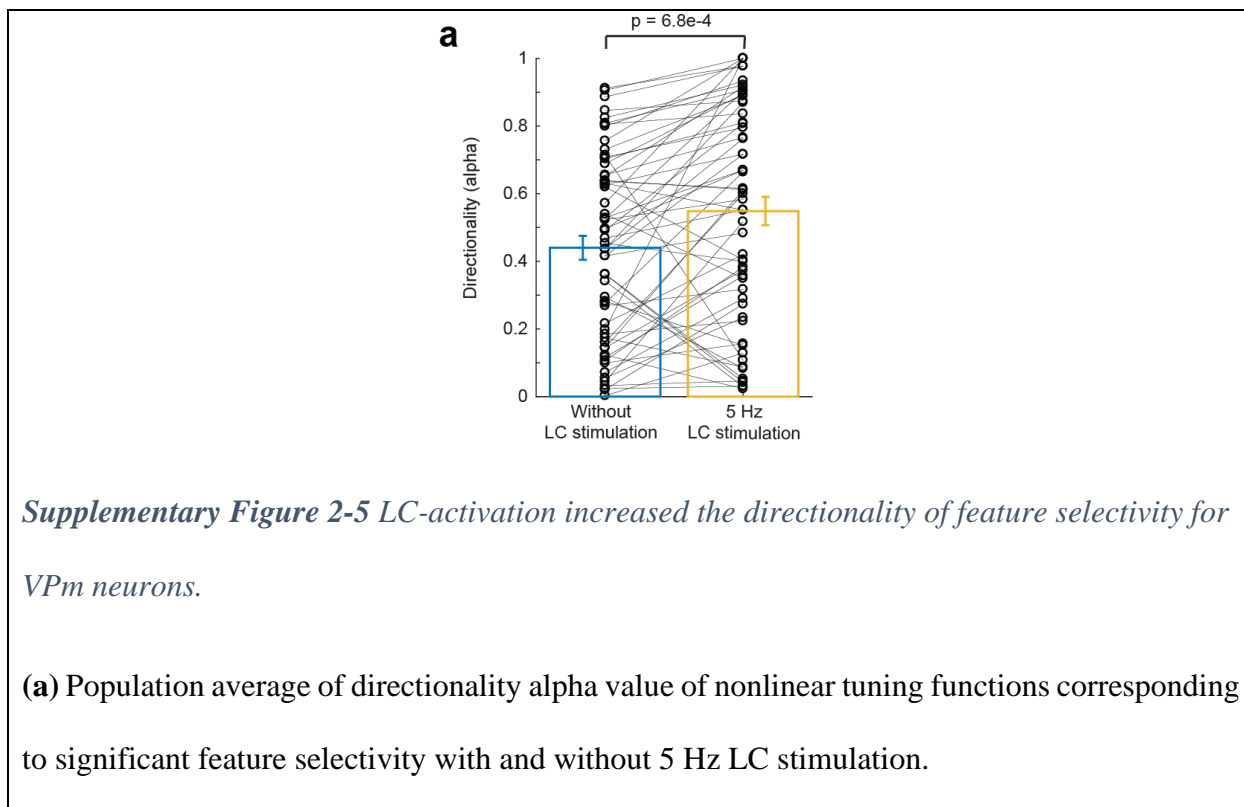 a
p = 6.8e-4
1
0.8
0.6
0.4
0.2
0
Directionality (alpha)
Without
LC stimulation
5 Hz
LC stimulation
Supplementary Figure 2-5 LC-activation increased the directionality of feature selectivity for
VPm neurons.
(a) Population average of directionality alpha value of nonlinear tuning functions corresponding
to significant feature selectivity with and without 5 Hz LC stimulation.